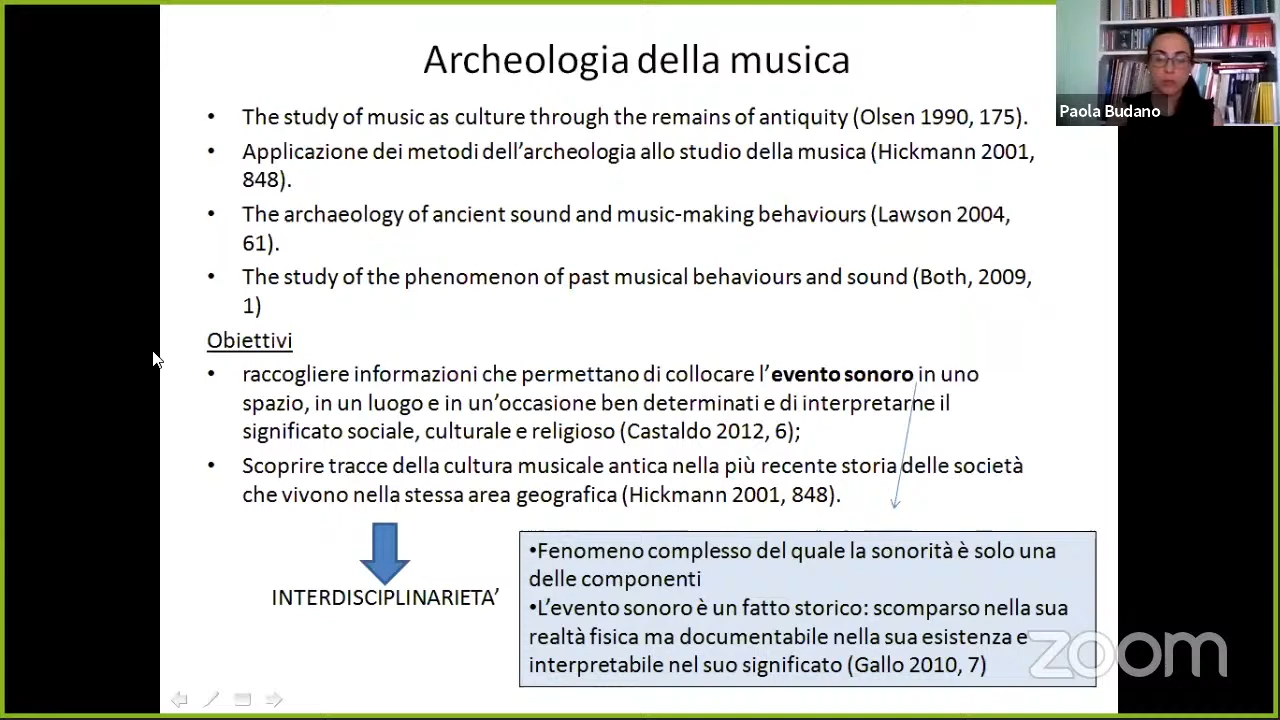 Archeologia della musica
• The study of music as culture through the remains of antiquity (Olsen 1990, 175).
• Applicazione dei metodi dell'archeologia allo studio della musica (Hickmann 2001,
848).
• The archaeology of ancient sound and music-making behaviours (Lawson 2004,
61).
• The study of the phenomenon of past musical behaviours and sound (Both, 2009,
1)
Obiettivi
• raccogliere informazioni che permettano di collocare l'evento sonoro in uno
spazio, in un luogo e in un'occasione ben determinati e di interpretarne il
significato sociale, culturale e religioso (Castaldo 2012, 6);
• Scoprire tracce della cultura musicale antica nella più recente storia delle società
che vivono nella stessa area geografica (Hickmann 2001, 848).
INTERDISCIPLINARIETA'
•Fenomeno complesso del quale la sonorità è solo una
delle componenti
•L'evento sonoro è un fatto storico: scomparso nella sua
realtà fisica ma documentabile nella sua esistenza e
interpretabile nel suo significato (Gallo 2010, 7)
Paola Budano
zoom